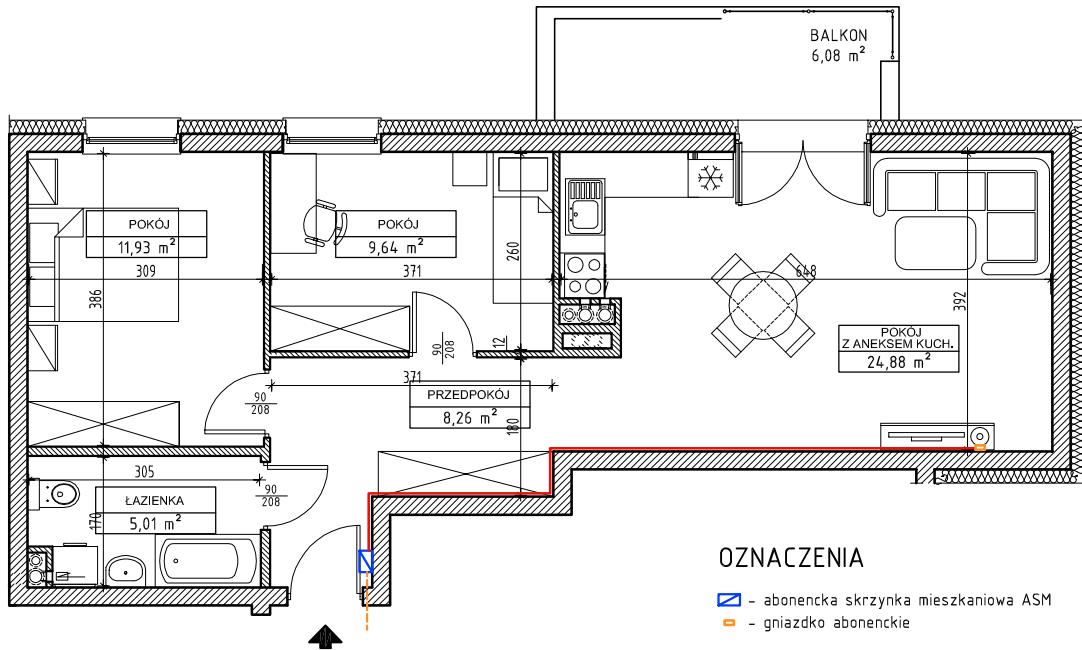 BALKON
6,08 m²
POKÓJ
11,93 m²
309
386
POKÓJ
9,64 m²
371
260
12
90
208
648
392
POKÓJ
Z ANEKSEM KUCH.
24,88 m²
371
PRZEDPOKÓJ
8,26 m²
180
90
208
305
ŁAZIENKA
5,01 m²
170
90
208
OZNACZENIA
- abonencka skrzynka mieszkaniowa ASM
- gniazdko abonenckie